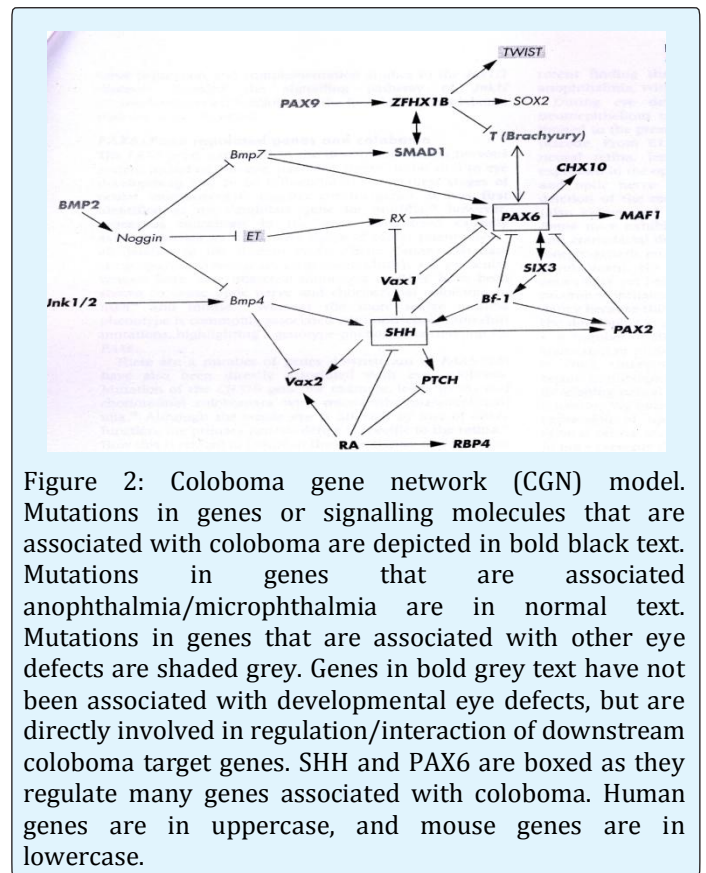 TWIST
PAX9
ZFHX1B
SOX2
T (Brachyury)
Bmp7
SMAD1
CHX10
BMP2
RX
PAX6
MAF1
Noggin
ET
SIX3
Vax1
Jnk1/2
Bmp4
Bf-1
SHH
PAX2
Vax2
PTCH
RA
RBP4
Figure 2: Coloboma gene network (CGN) model.
Mutations in genes or signalling molecules that are
associated with coloboma are depicted in bold black text.
Mutations in genes that are associated
anophthalmia/microphthalmia are in normal text.
Mutations in genes that are associated with other eye
defects are shaded grey. Genes in bold grey text have not
been associated with developmental eye defects, but are
directly involved in regulation/interaction of downstream
coloboma target genes. SHH and PAX6 are boxed as they
regulate many genes associated with coloboma. Human
genes are in uppercase, and mouse genes are in
lowercase.